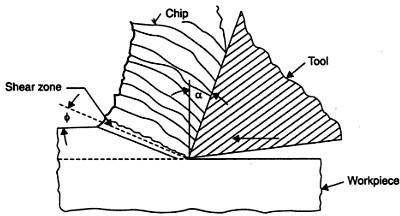 Chip
Tool
Shear zone
α
ϕ
Workpiece